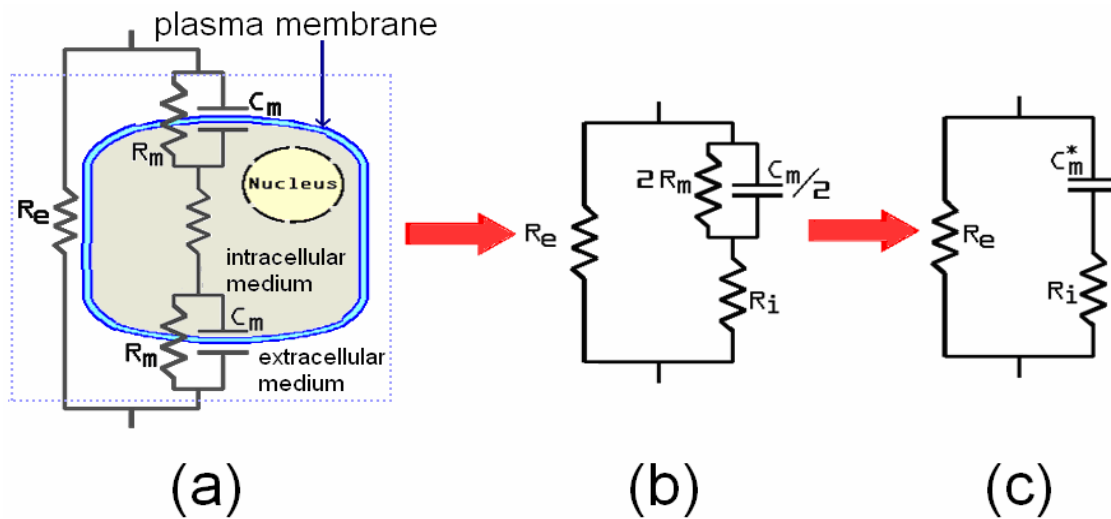 plasma membrane
Cm
Rm
Nucleus
Re
intracellular
medium
Cm
Rm
extracellular
medium
(a)
2Rm
Cm/2
Re
Ri
(b)
Cm*
Re
Ri
(c)